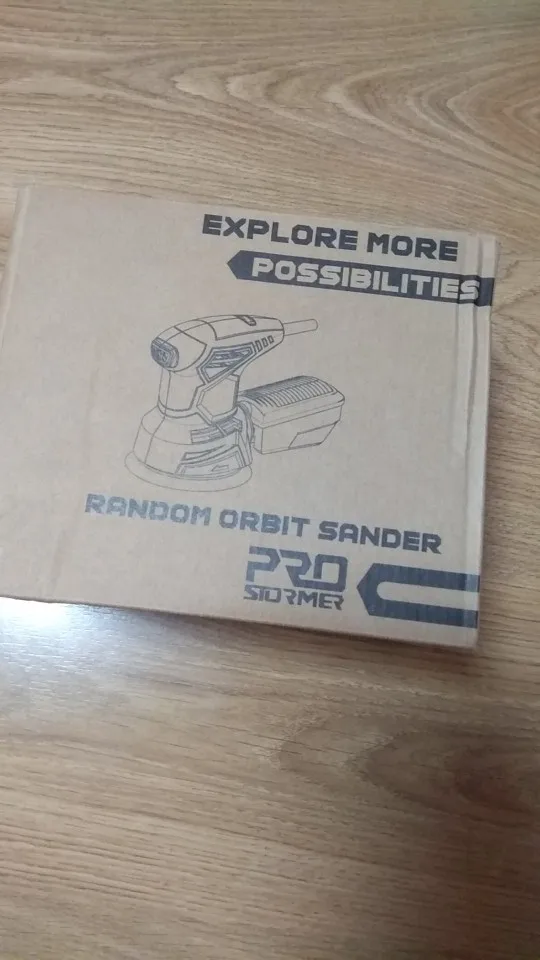 EXPLORE MORE
POSSIBILITIES
RANDOM ORBIT SANDER
PRO
STORMER